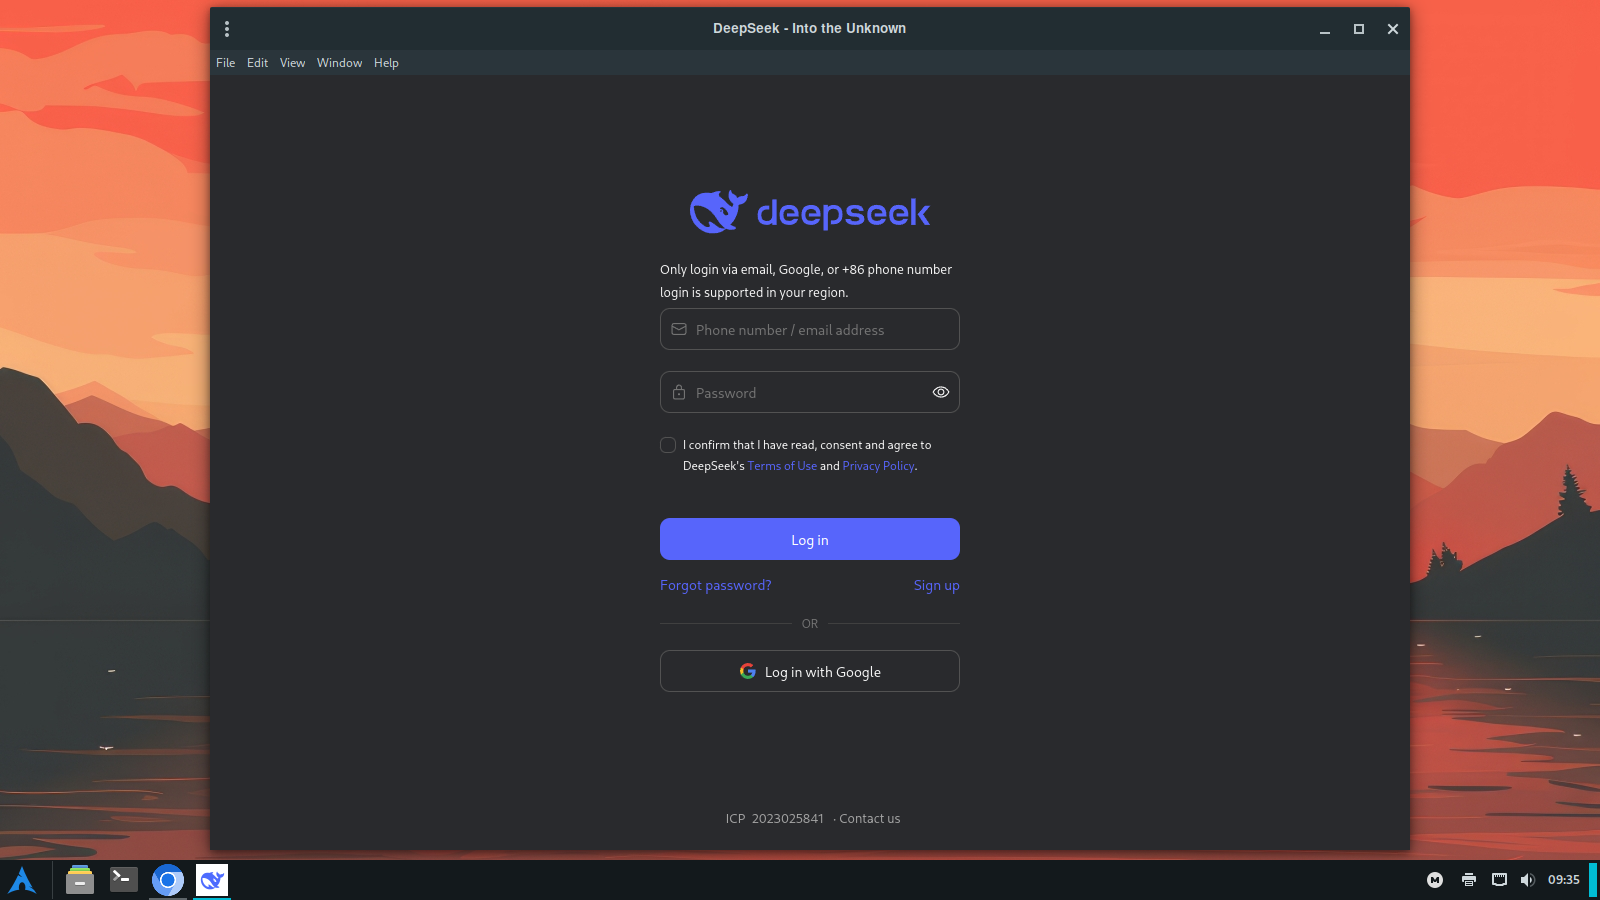 DeepSeek - Into the Unknown
File Edit View Window Help
deepseek
Only login via email, Google, or +86 phone number
login is supported in your region.
Phone number / email address
Password
I confirm that I have read, consent and agree to
DeepSeek's Terms of Use and Privacy Policy.
Log in
Forgot password? Sign up
OR
Log in with Google
ICP 2023025841 · Contact us
09:35